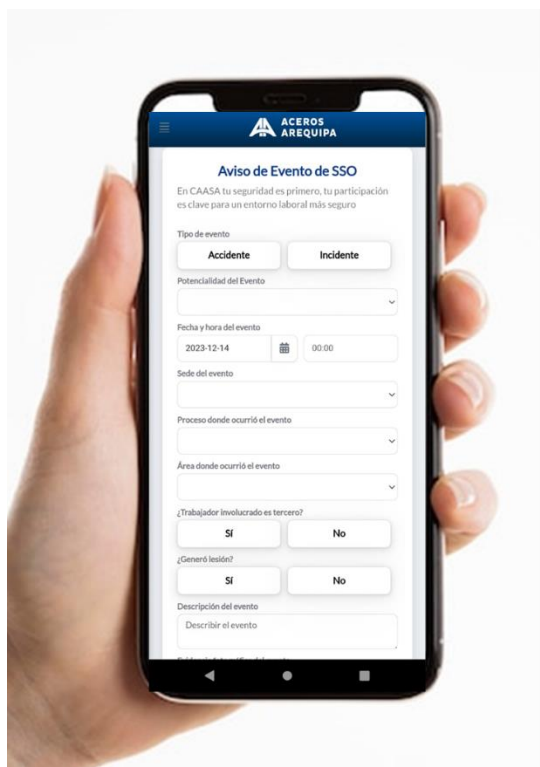 ACEROS
AREQUIPA
Aviso de Evento de SSO
En CAASA tu seguridad es primero, tu participación
es clave para un entorno laboral más seguro
Tipo de evento
Accidente Incidente
Potencialidad del Evento
Fecha y hora del evento
2023-12-14 00:00
Sede del evento
Proceso donde ocurrió el evento
Área donde ocurrió el evento
¿Trabajador involucrado es tercero?
Sí No
¿Generó lesión?
Sí No
Descripción del evento
Describir el evento